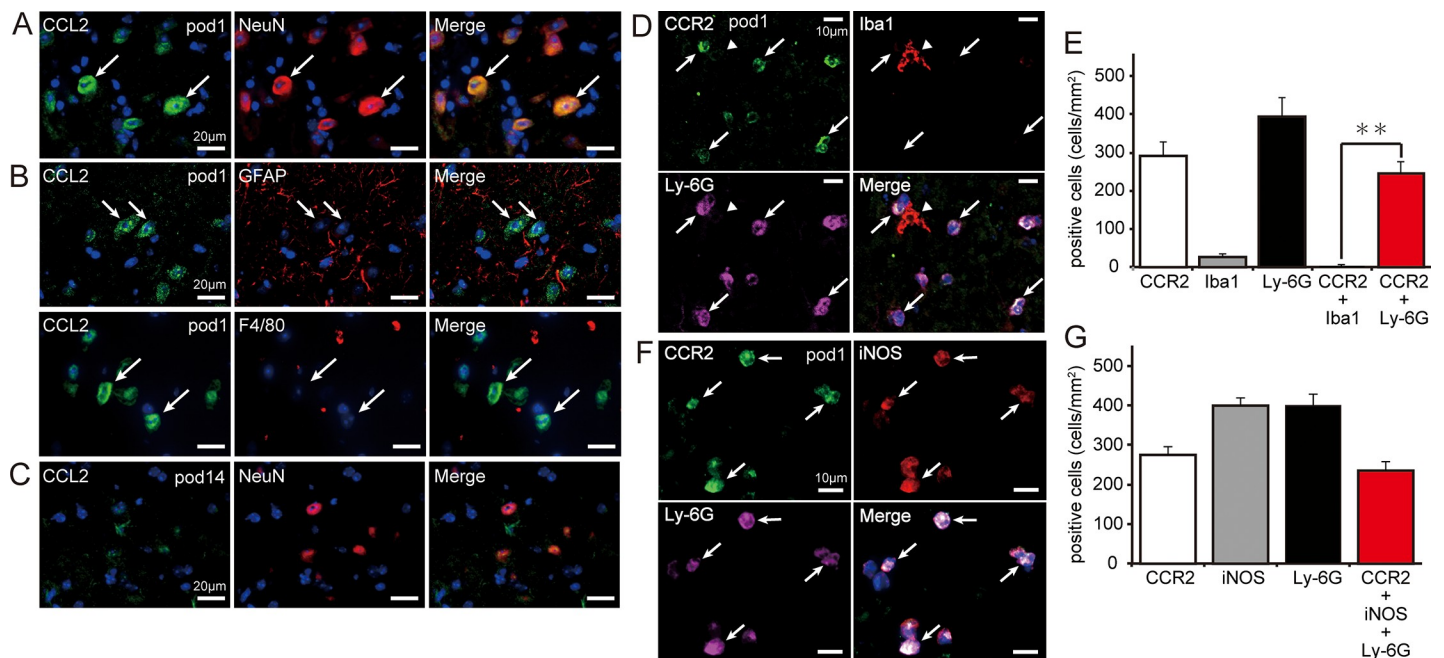 A
CCL2 pod1 NeuN Merge
20μm
B
CCL2 pod1 GFAP Merge
20μm
CCL2 pod1 F4/80 Merge
C
CCL2 pod14 NeuN Merge
20μm
D
CCR2 pod1 Iba1
10μm
Ly-6G Merge
E
positive cells (cells/mm²)
500
400
300
200
100
0
**
CCR2 Iba1 Ly-6G CCR2 + Iba1 CCR2 + Ly-6G
F
CCR2 pod1 iNOS
10μm
Ly-6G Merge
G
positive cells (cells/mm²)
500
400
300
200
100
0
CCR2 iNOS Ly-6G CCR2 + iNOS + Ly-6G